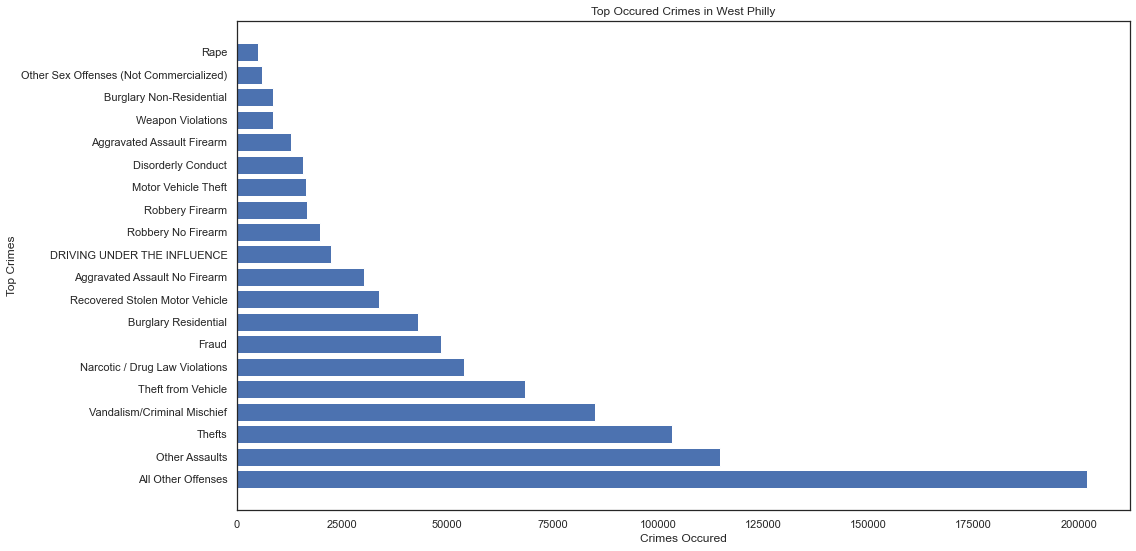 Top Occured Crimes in West Philly
Rape
Other Sex Offenses (Not Commercialized)
Burglary Non-Residential
Weapon Violations
Aggravated Assault Firearm
Disorderly Conduct
Motor Vehicle Theft
Robbery Firearm
Robbery No Firearm
DRIVING UNDER THE INFLUENCE
Aggravated Assault No Firearm
Recovered Stolen Motor Vehicle
Burglary Residential
Fraud
Narcotic / Drug Law Violations
Theft from Vehicle
Vandalism/Criminal Mischief
Thefts
Other Assaults
All Other Offenses
Top Crimes
0 25000 50000 75000 100000 125000 150000 175000 200000
Crimes Occured